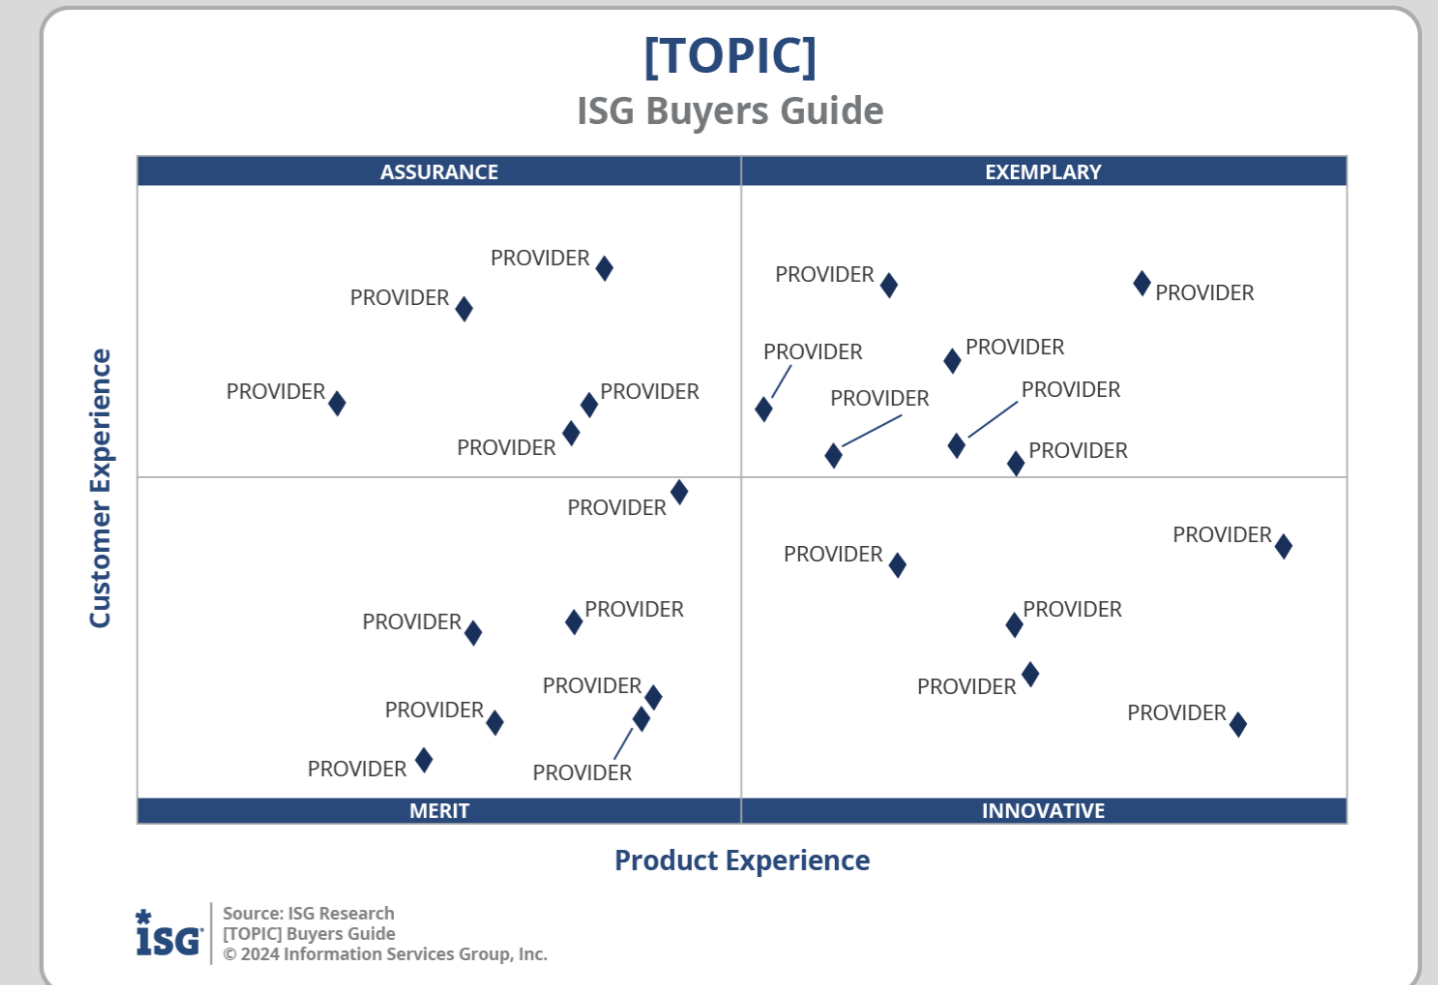 [TOPIC]
ISG Buyers Guide
ASSURANCE
EXEMPLARY
PROVIDER
PROVIDER
PROVIDER
PROVIDER
PROVIDER
PROVIDER
PROVIDER
PROVIDER
PROVIDER
PROVIDER
PROVIDER
PROVIDER
Customer Experience
PROVIDER
PROVIDER
PROVIDER
PROVIDER
PROVIDER
PROVIDER
PROVIDER
PROVIDER
PROVIDER
PROVIDER
PROVIDER
PROVIDER
MERIT
INNOVATIVE
Product Experience
*isG
Source: ISG Research
[TOPIC] Buyers Guide
© 2024 Information Services Group, Inc.